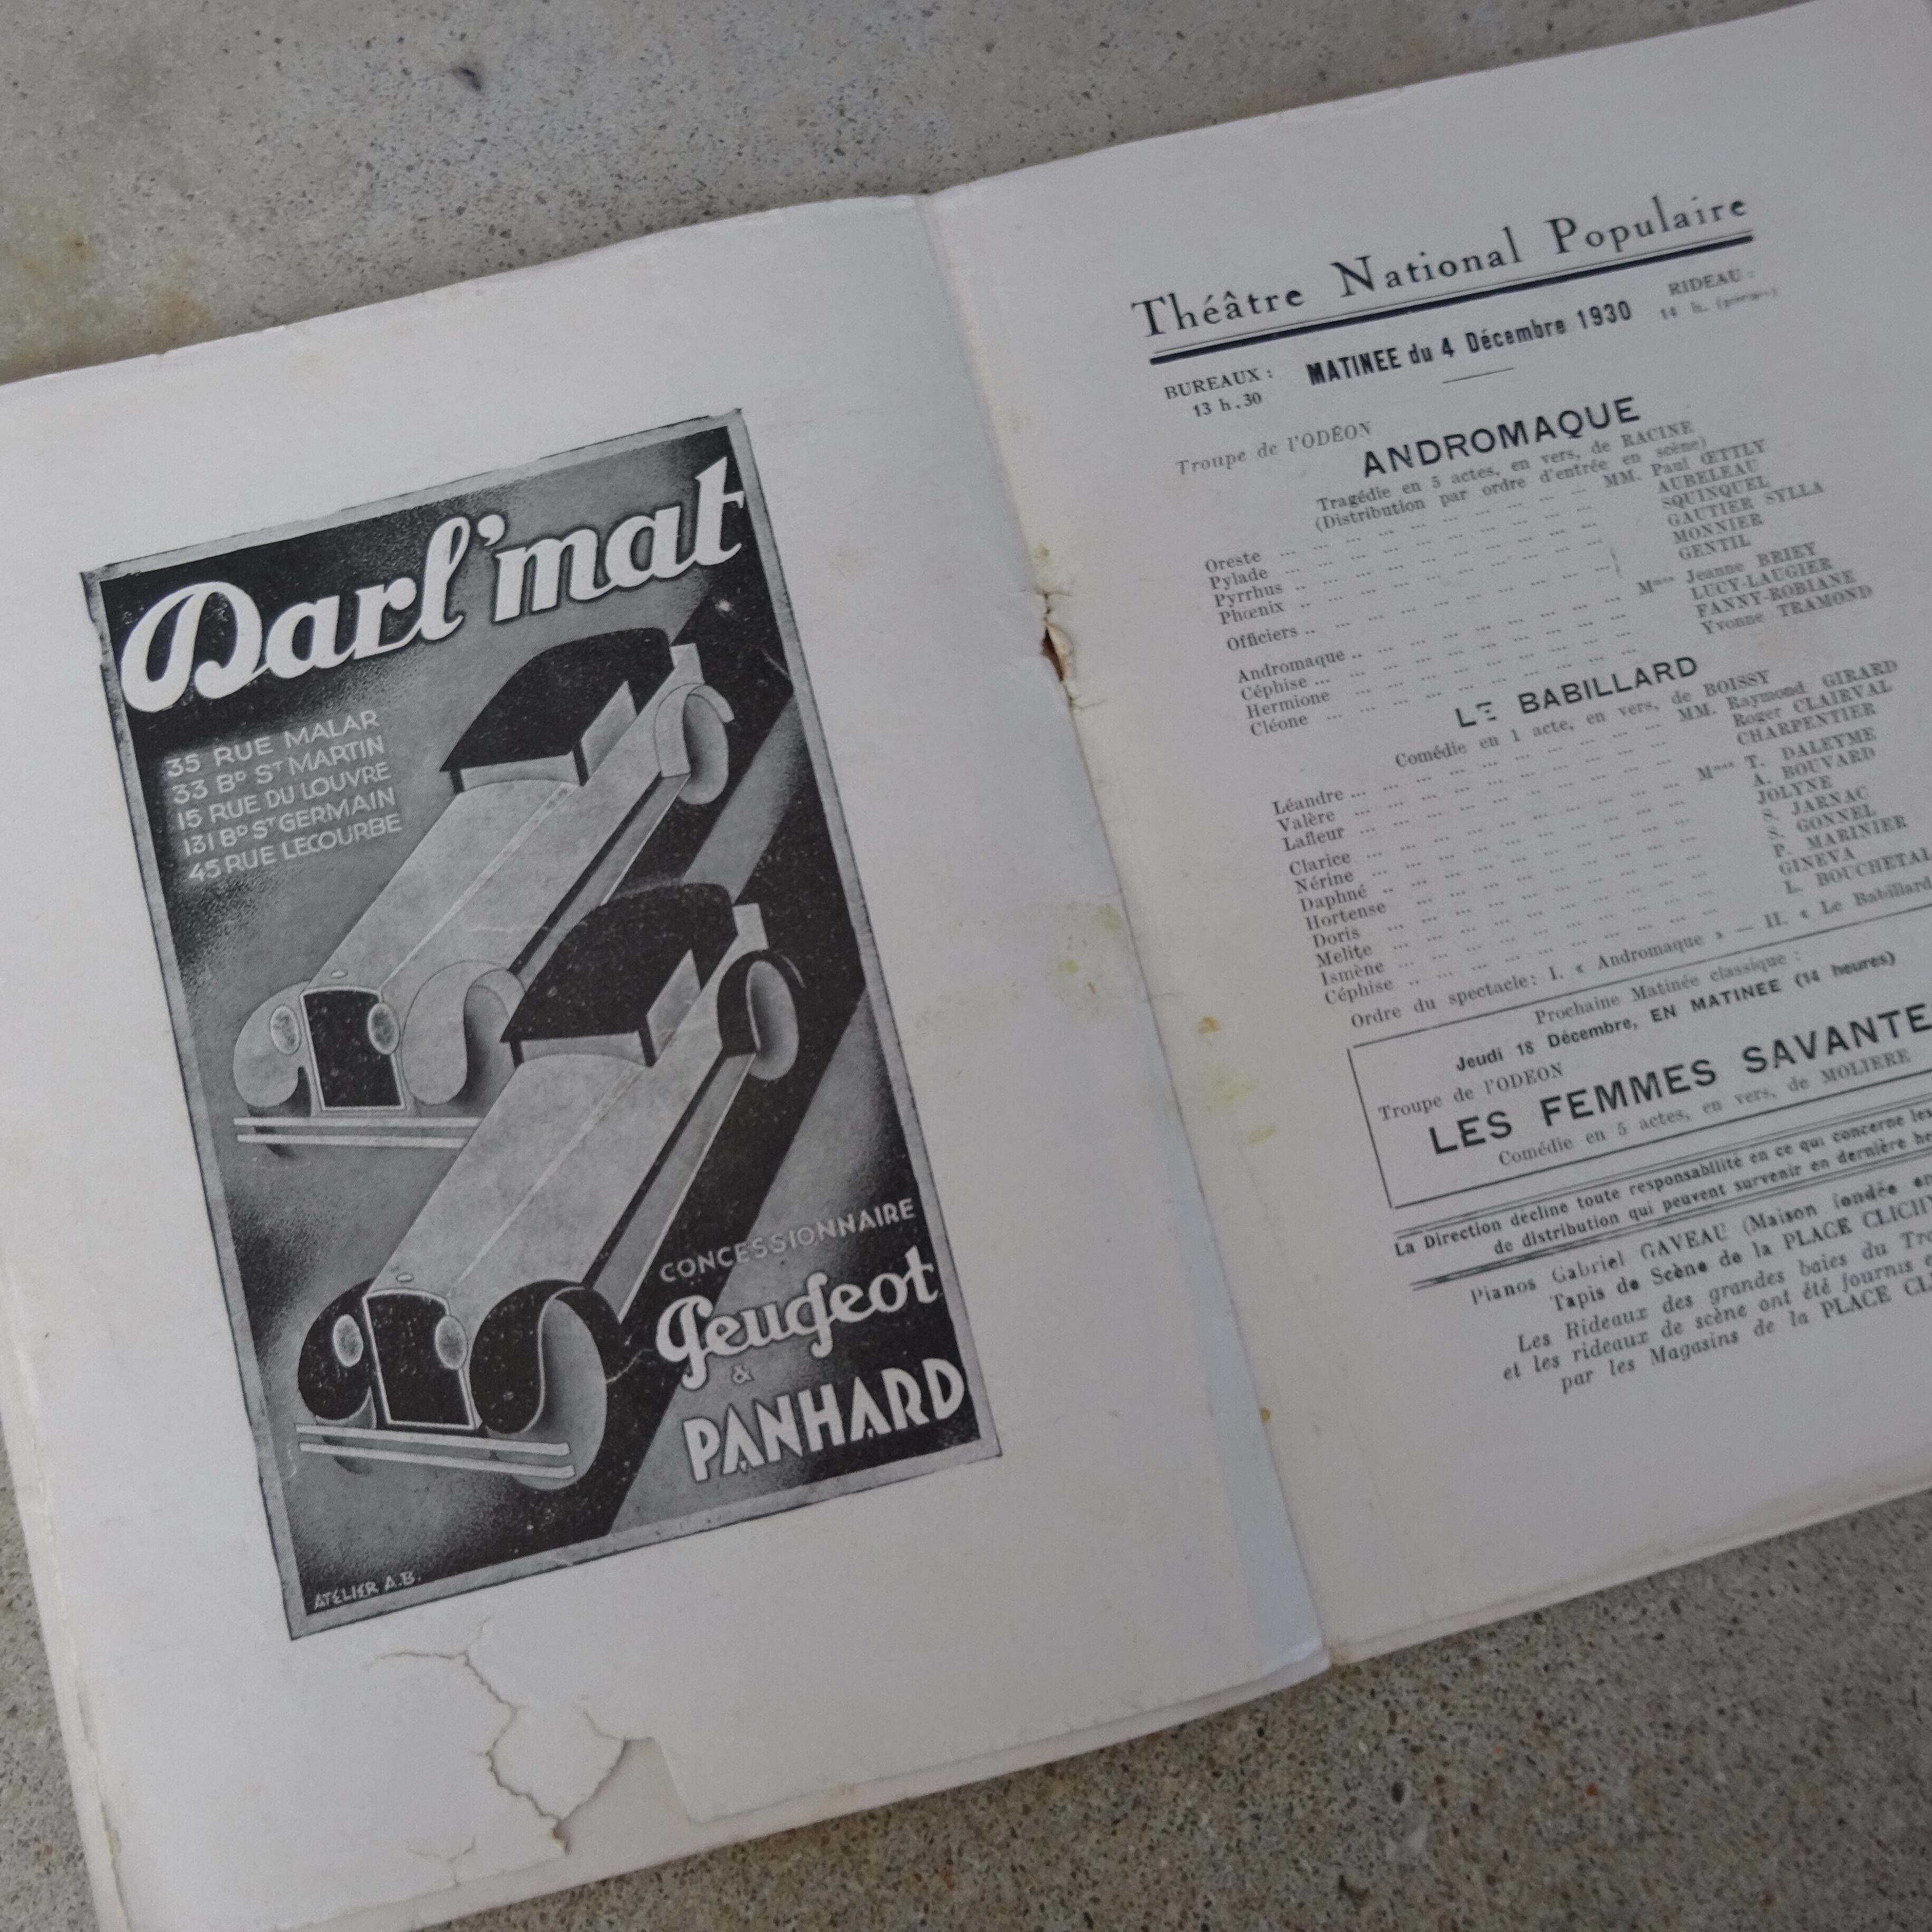 Darl'mat
35 RUE MALAR
33 BD ST MARTIN
15 RUE DU LOUVRE
131 BD ST GERMAIN
45 RUE LECOURBE
CONCESSIONNAIRE
Peugeot
&
PANHARD
ATELIER A.B.
Théâtre National Populaire
BUREAUX : MATINEE du 4 Décembre 1930 RIDEAU :
13 h.30 14 h.
Troupe de l'ODÉON
ANDROMAQUE
Tragédie en 5 actes, en vers, de RACINE
(Distribution par ordre d'entrée en scène)
Oreste ... MM. Paul ŒTTLY
Pylade ... AUBELEAU
Pyrrhus ... SQUINQUEL
Phœnix ... GAUTIER SYLLA
Officiers ... MONNIER
GENTIL
Andromaque ... Mmes Jeanne BRIEY
Céphise ... LUCY-LAUGIER
Hermione ... FANNY-ROBIANE
Cléone ... Yvonne TRAMOND
LE BABILLARD
Comédie en 1 acte, en vers, de BOISSY
Léandre ... MM. Raymond GIRARD
Valère ... Roger CLAIRVAL
Lafleur ... CHARPENTIER
Clarice ... Mmes T. DALEYME
Nérine ... A. BOUVARD
Daphné ... JOLYNE
Hortense ... S. JARNAC
Doris ... S. GONNEL
Melite ... P. MARINIER
Ismène ... GINEVA
Céphise ... L. BOUCHETAL
Ordre du spectacle : I. « Andromaque » — II. « Le Babillard
Prochaine Matinée classique :
Jeudi 18 Décembre, EN MATINEE (14 heures)
Troupe de l'ODEON
LES FEMMES SAVANTE
Comédie en 5 actes, en vers, de MOLIERE
La Direction décline toute responsabilité en ce qui concerne les
de distribution qui peuvent survenir en dernière
Pianos Gabriel GAVEAU (Maison fondée en
Tapis de Scène de la PLACE CLICHY
Les Rideaux des grandes baies du
et les rideaux de scène ont été fournis
par les Magasins de la PLACE